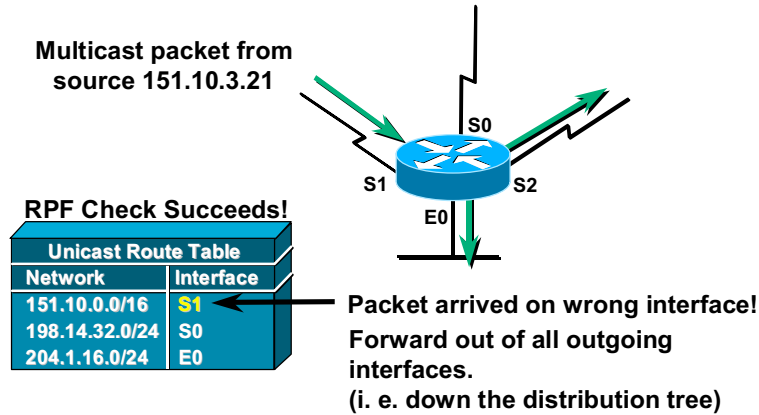 Multicast packet from
source 151.10.3.21
S0
S1
S2
E0
RPF Check Succeeds!
Unicast Route Table
Network Interface
151.10.0.0/16 S1
198.14.32.0/24 S0
204.1.16.0/24 E0
Packet arrived on wrong interface!
Forward out of all outgoing
interfaces.
(i. e. down the distribution tree)